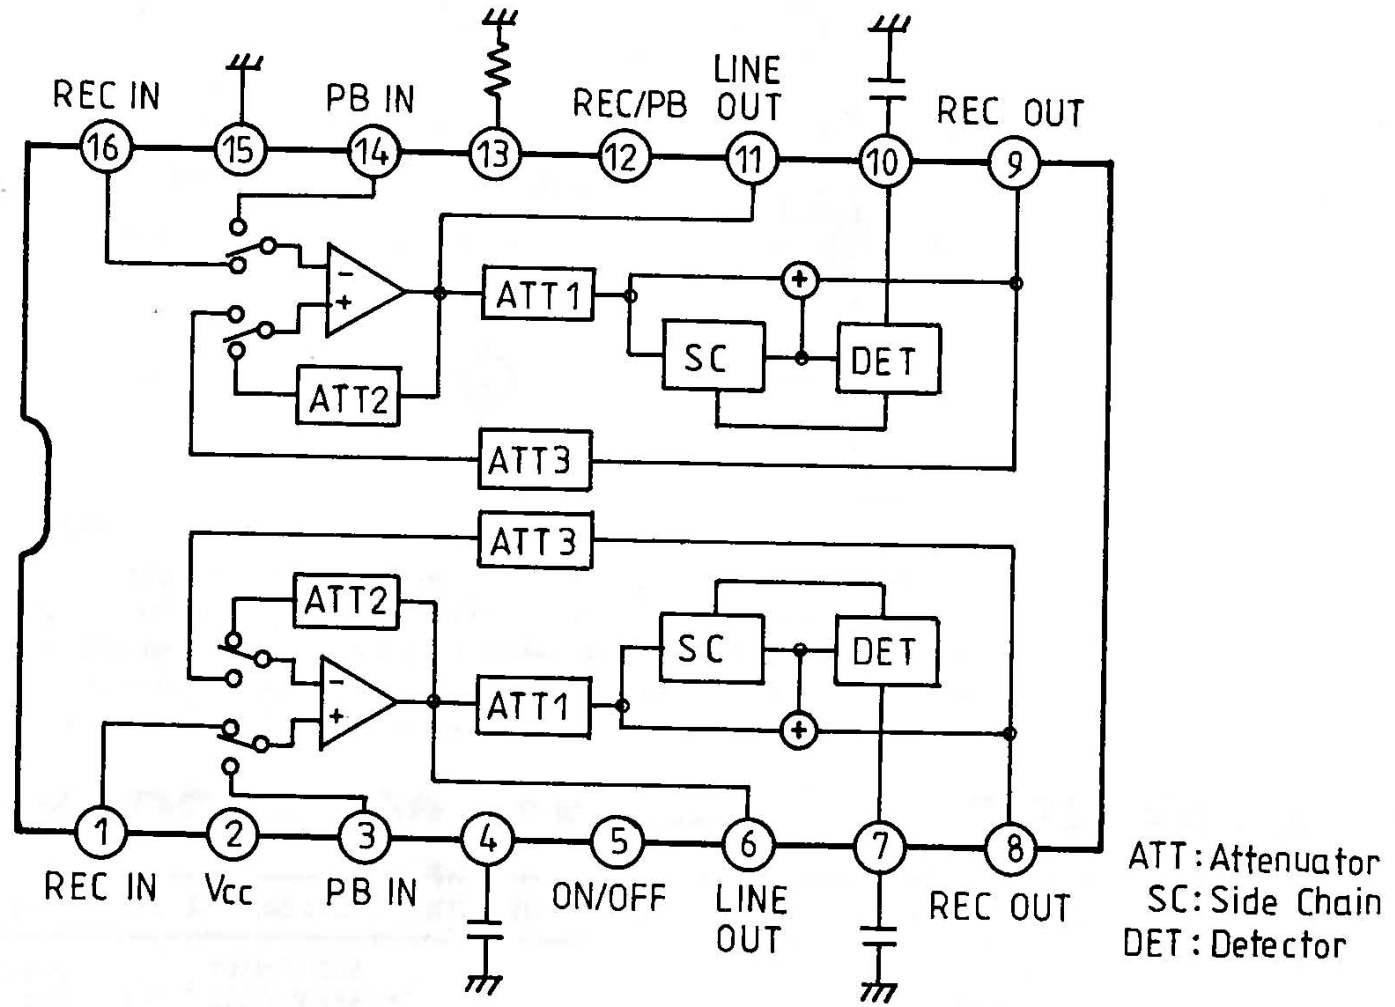 REC IN
PB IN
REC/PB
LINE
OUT
REC OUT
16
15
14
13
12
11
10
9
-
+
ATT1
+
SC
DET
ATT2
ATT3
ATT3
ATT2
SC
DET
-
+
ATT1
+
1
2
3
4
5
6
7
8
REC IN
Vcc
PB IN
ON/OFF
LINE
OUT
REC OUT
ATT: Attenuator
SC: Side Chain
DET: Detector